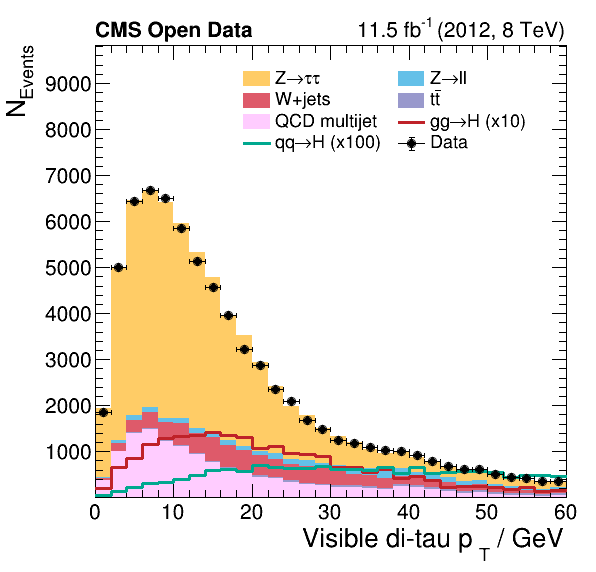 CMS Open Data 11.5 fb⁻¹ (2012, 8 TeV)
N_Events
Z→ττ Z→ll
W+jets tt̄
QCD multijet gg→H (x10)
qq→H (x100) Data
9000
8000
7000
6000
5000
4000
3000
2000
1000
0 10 20 30 40 50 60
Visible di-tau p_T / GeV